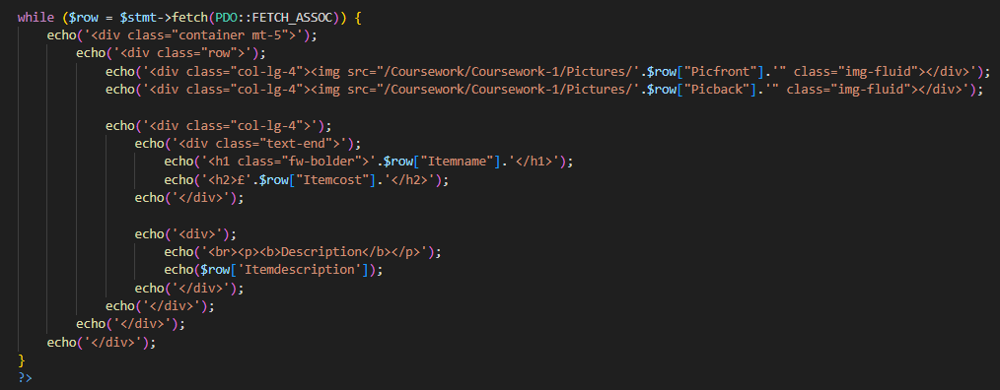 while ($row = $stmt->fetch(PDO::FETCH_ASSOC)) {
    echo('<div class="container mt-5">');
        echo('<div class="row">');
            echo('<div class="col-lg-4"><img src="/Coursework/Coursework-1/Pictures/'.$row["Picfront"].'" class="img-fluid"></div>');
            echo('<div class="col-lg-4"><img src="/Coursework/Coursework-1/Pictures/'.$row["Picback"].'" class="img-fluid"></div>');

            echo('<div class="col-lg-4">');
                echo('<div class="text-end">');
                    echo('<h1 class="fw-bolder">'.$row["Itemname"].'</h1>');
                    echo('<h2>£'.$row["Itemcost"].'</h2>');
                echo('</div>');

                echo('<div>');
                    echo('<br><p><b>Description</b></p>');
                    echo($row['Itemdescription']);
                echo('</div>');
            echo('</div>');
        echo('</div>');
    echo('</div>');
}
?>